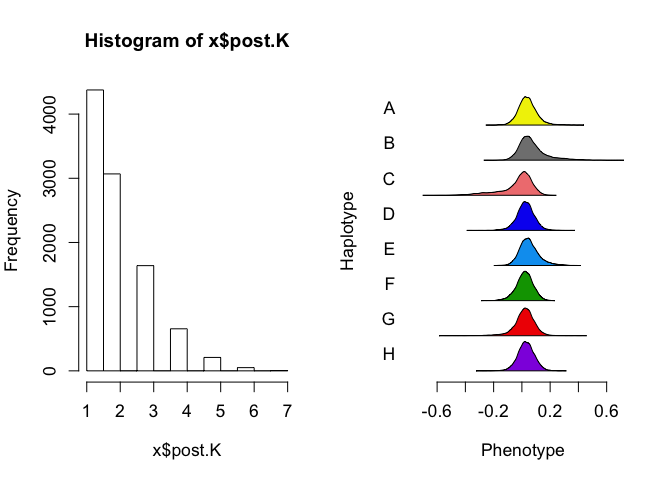 Histogram of x$post.K
Frequency
0
1000
2000
3000
4000
1 2 3 4 5 6 7
x$post.K
Haplotype
A
B
C
D
E
F
G
H
-0.6 -0.2 0.2 0.6
Phenotype